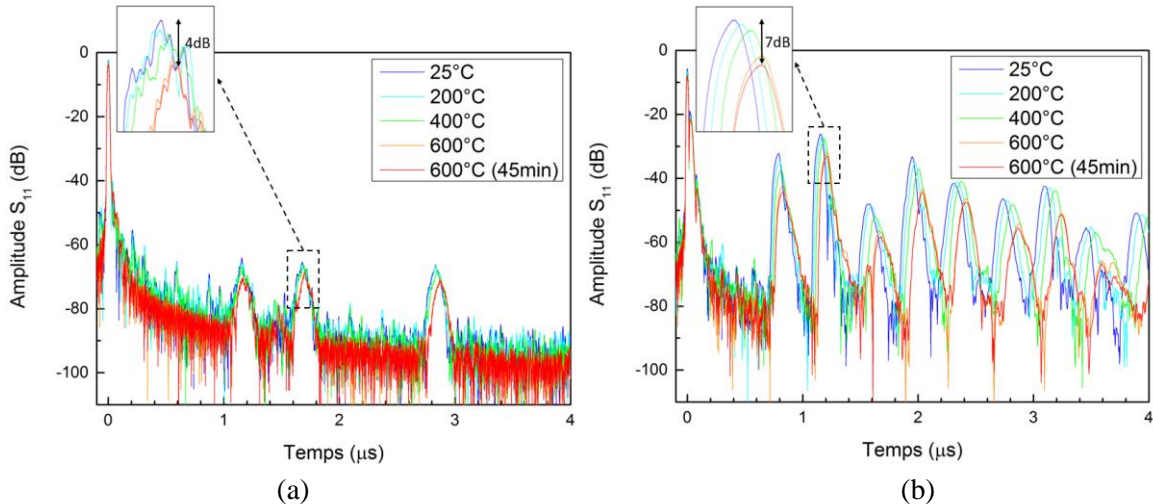 4dB
25°C
200°C
400°C
600°C
600°C (45min)
0
-20
-40
-60
-80
-100
Amplitude S₁₁ (dB)
0 1 2 3 4
Temps (μs)
(a)
7dB
25°C
200°C
400°C
600°C
600°C (45min)
0
-20
-40
-60
-80
-100
Amplitude S₁₁ (dB)
0 1 2 3 4
Temps (μs)
(b)